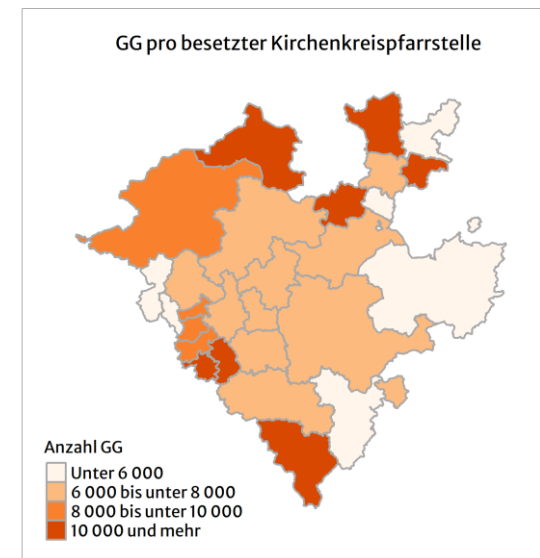 GG pro besetzter Kirchenkreispfarrstelle
Anzahl GG
Unter 6 000
6 000 bis unter 8 000
8 000 bis unter 10 000
10 000 und mehr